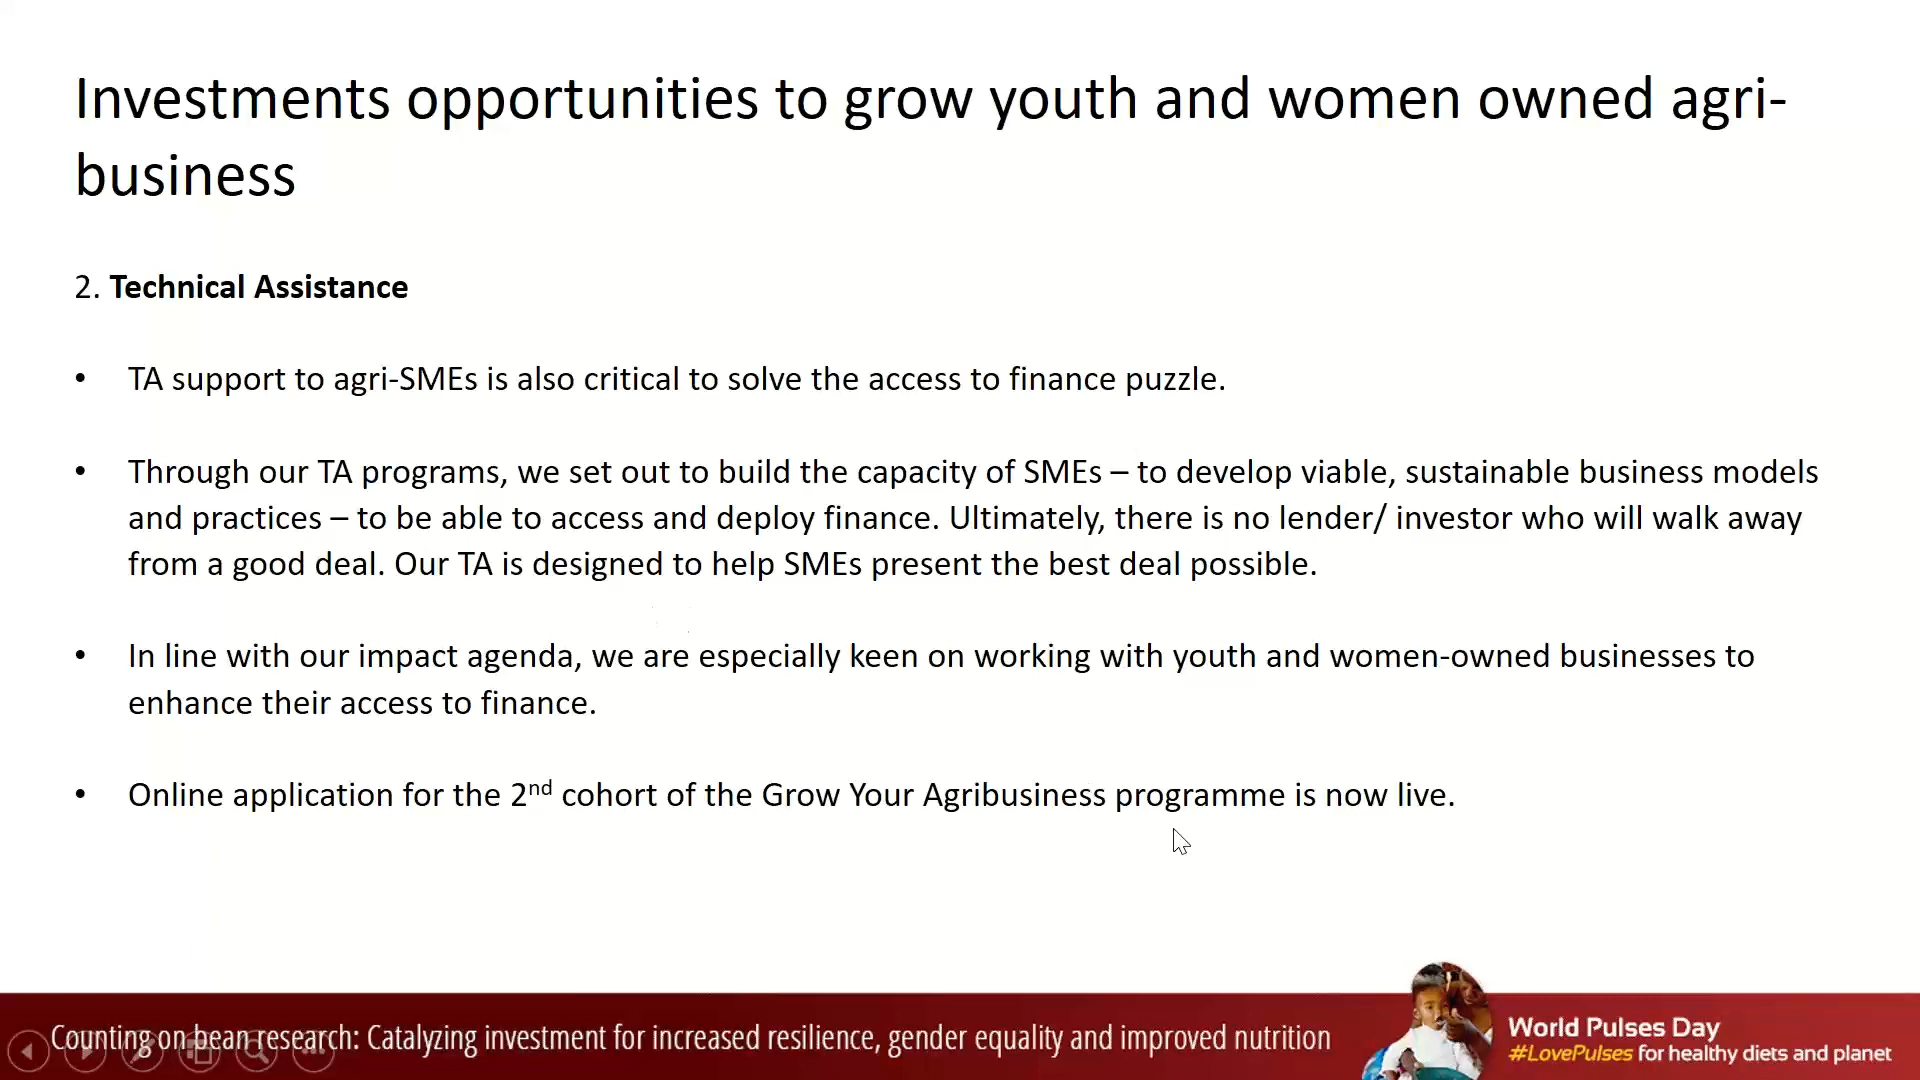 Investments opportunities to grow youth and women owned agri-
business
2. Technical Assistance
• TA support to agri-SMEs is also critical to solve the access to finance puzzle.
• Through our TA programs, we set out to build the capacity of SMEs – to develop viable, sustainable business models
and practices – to be able to access and deploy finance. Ultimately, there is no lender/ investor who will walk away
from a good deal. Our TA is designed to help SMEs present the best deal possible.
• In line with our impact agenda, we are especially keen on working with youth and women-owned businesses to
enhance their access to finance.
• Online application for the 2nd cohort of the Grow Your Agribusiness programme is now live.
Counting on bean research: Catalyzing investment for increased resilience, gender equality and improved nutrition
World Pulses Day
#LovePulses for healthy diets and planet